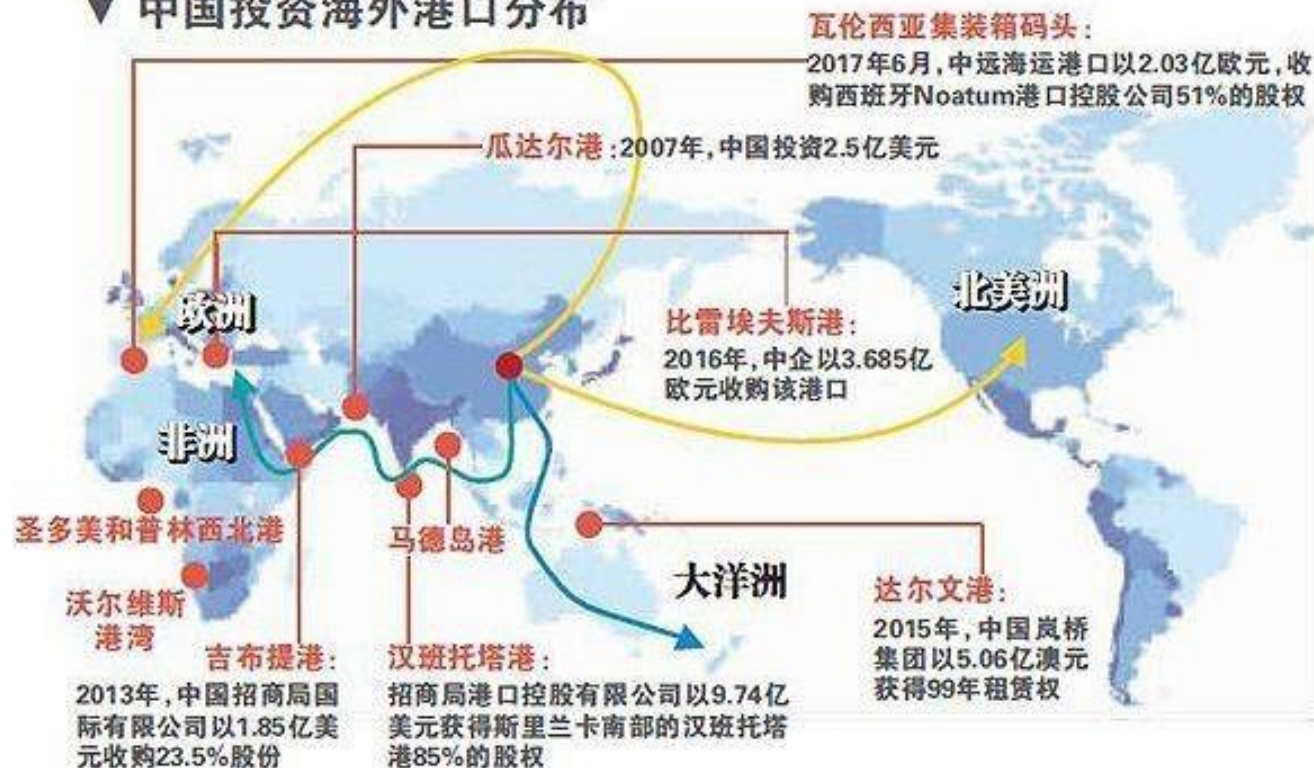 ▼ 中国投资海外港口分布
瓦伦西亚集装箱码头:
2017年6月,中远海运港口以2.03亿欧元,收
购西班牙Noatum港口控股公司51%的股权
瓜达尔港:2007年,中国投资2.5亿美元
欧洲
北美洲
比雷埃夫斯港:
2016年,中企以3.685亿
欧元收购该港口
非洲
圣多美和普林西北港
马德岛港
沃尔维斯
港湾
大洋洲
达尔文港:
2015年,中国岚桥
集团以5.06亿澳元
获得99年租赁权
吉布提港:
2013年,中国招商局国
际有限公司以1.85亿美
元收购23.5%股份
汉班托塔港:
招商局港口控股有限公司以9.74亿
美元获得斯里兰卡南部的汉班托塔
港85%的股权